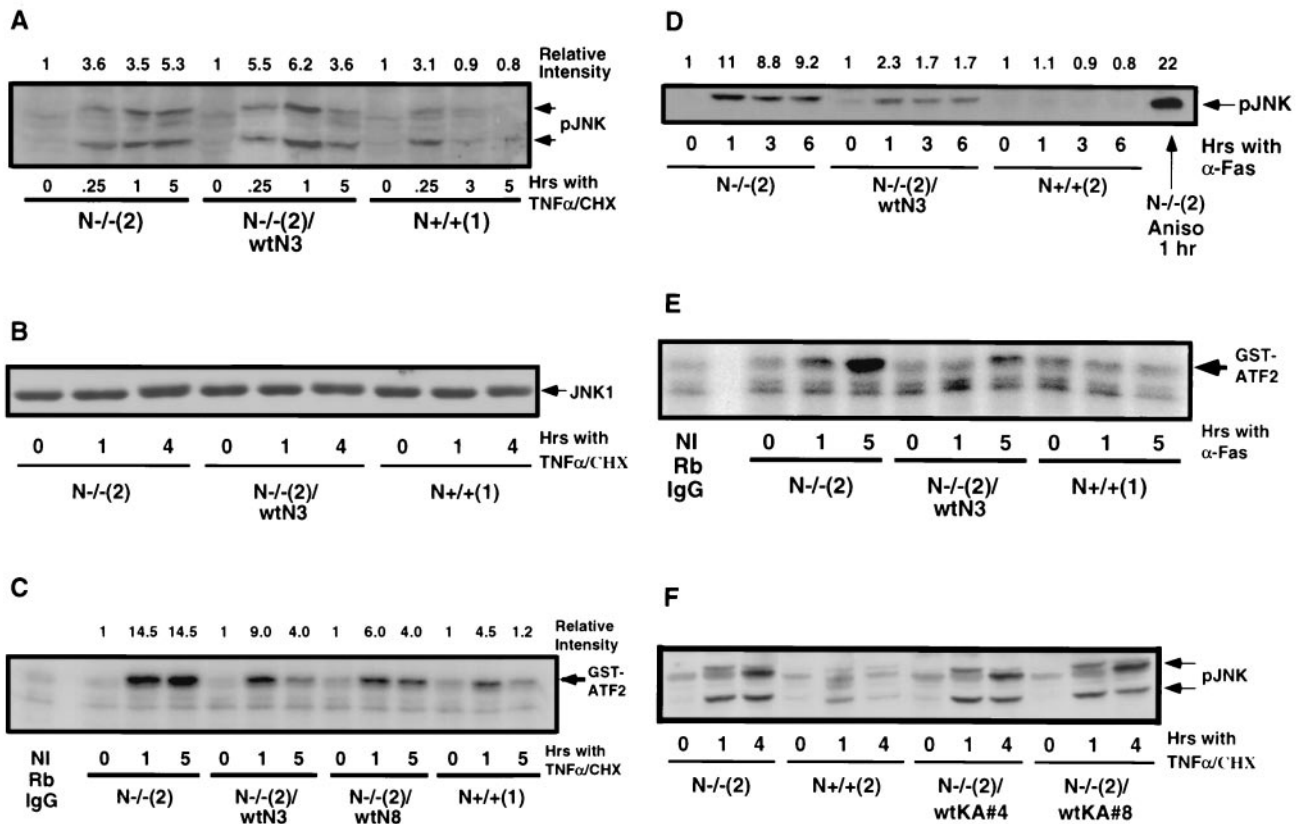 A
1 3.6 3.5 5.3 1 5.5 6.2 3.6 1 3.1 0.9 0.8 Relative Intensity
pJNK
0 .25 1 5 0 .25 1 5 0 .25 3 5 Hrs with TNFα/CHX
N-/-(2) N-/-(2)/ wtN3 N+/+(1)
B
JNK1
0 1 4 0 1 4 0 1 4 Hrs with TNFα/CHX
N-/-(2) N-/-(2)/ wtN3 N+/+(1)
C
1 14.5 14.5 1 9.0 4.0 1 6.0 4.0 1 4.5 1.2 Relative Intensity
GST-ATF2
NI Rb IgG 0 1 5 0 1 5 0 1 5 0 1 5 Hrs with TNFα/CHX
N-/-(2) N-/-(2)/ wtN3 N-/-(2)/ wtN8 N+/+(1)
D
1 11 8.8 9.2 1 2.3 1.7 1.7 1 1.1 0.9 0.8 22
pJNK
0 1 3 6 0 1 3 6 0 1 3 6 Hrs with α-Fas
N-/-(2) N-/-(2)/ wtN3 N+/+(2) N-/-(2) Aniso 1 hr
E
GST-ATF2
NI Rb IgG 0 1 5 0 1 5 0 1 5 Hrs with α-Fas
N-/-(2) N-/-(2)/ wtN3 N+/+(1)
F
pJNK
0 1 4 0 1 4 0 1 4 0 1 4 Hrs with TNFα/CHX
N-/-(2) N+/+(2) N-/-(2)/ wtKA#4 N-/-(2)/ wtKA#8